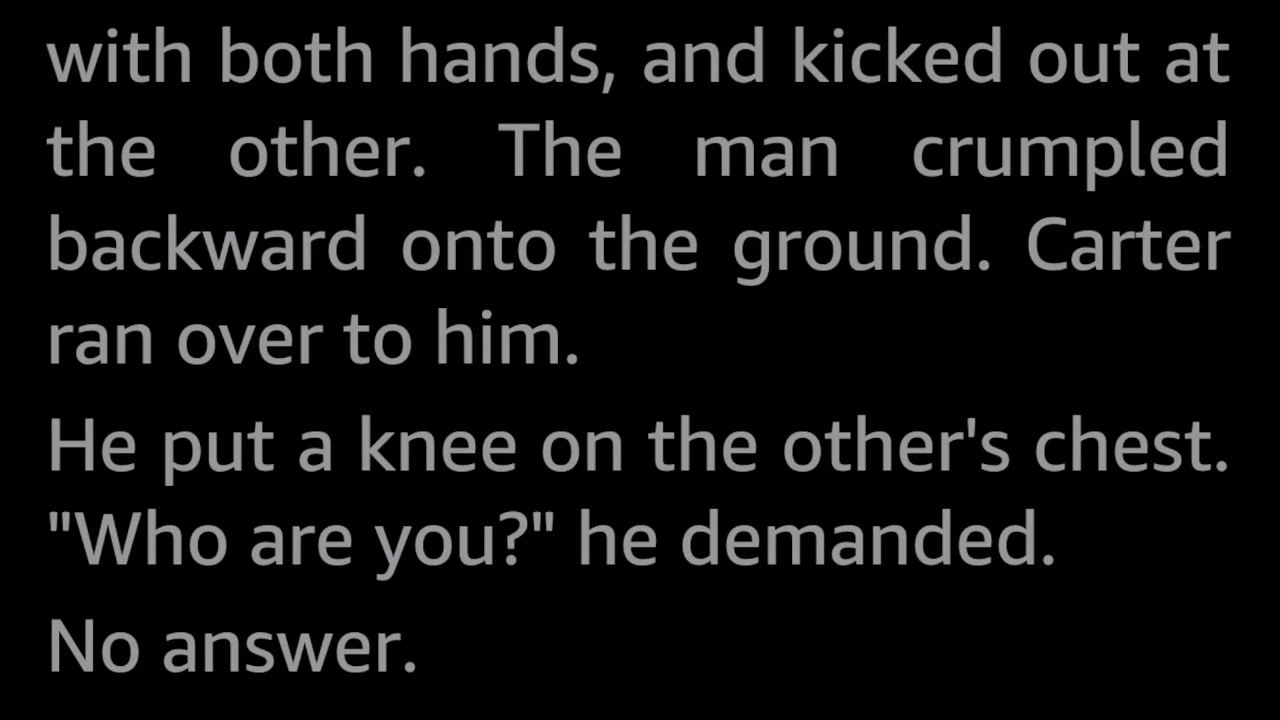 with both hands, and kicked out at
the other. The man crumpled
backward onto the ground. Carter
ran over to him.
He put a knee on the other's chest.
"Who are you?" he demanded.
No answer.